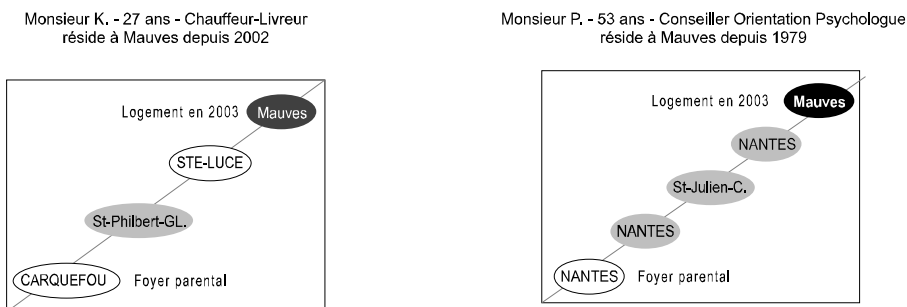 Monsieur K. - 27 ans - Chauffeur-Livreur
réside à Mauves depuis 2002
Logement en 2003 Mauves
STE-LUCE
St-Philbert-GL.
CARQUEFOU Foyer parental
Monsieur P. - 53 ans - Conseiller Orientation Psychologue
réside à Mauves depuis 1979
Logement en 2003 Mauves
NANTES
St-Julien-C.
NANTES
NANTES Foyer parental